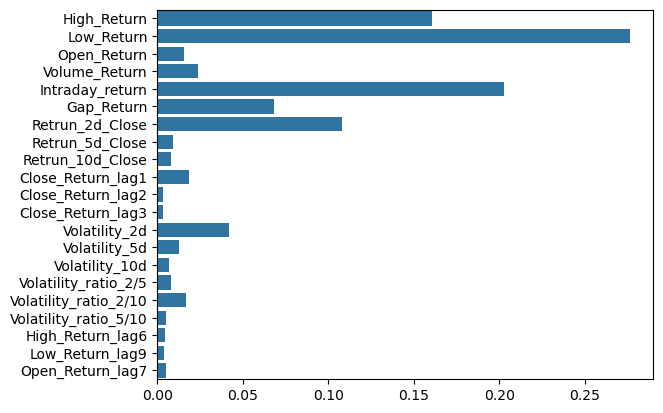 High_Return
Low_Return
Open_Return
Volume_Return
Intraday_return
Gap_Return
Retrun_2d_Close
Retrun_5d_Close
Retrun_10d_Close
Close_Return_lag1
Close_Return_lag2
Close_Return_lag3
Volatility_2d
Volatility_5d
Volatility_10d
Volatility_ratio_2/5
Volatility_ratio_2/10
Volatility_ratio_5/10
High_Return_lag6
Low_Return_lag9
Open_Return_lag7
0.00 0.05 0.10 0.15 0.20 0.25